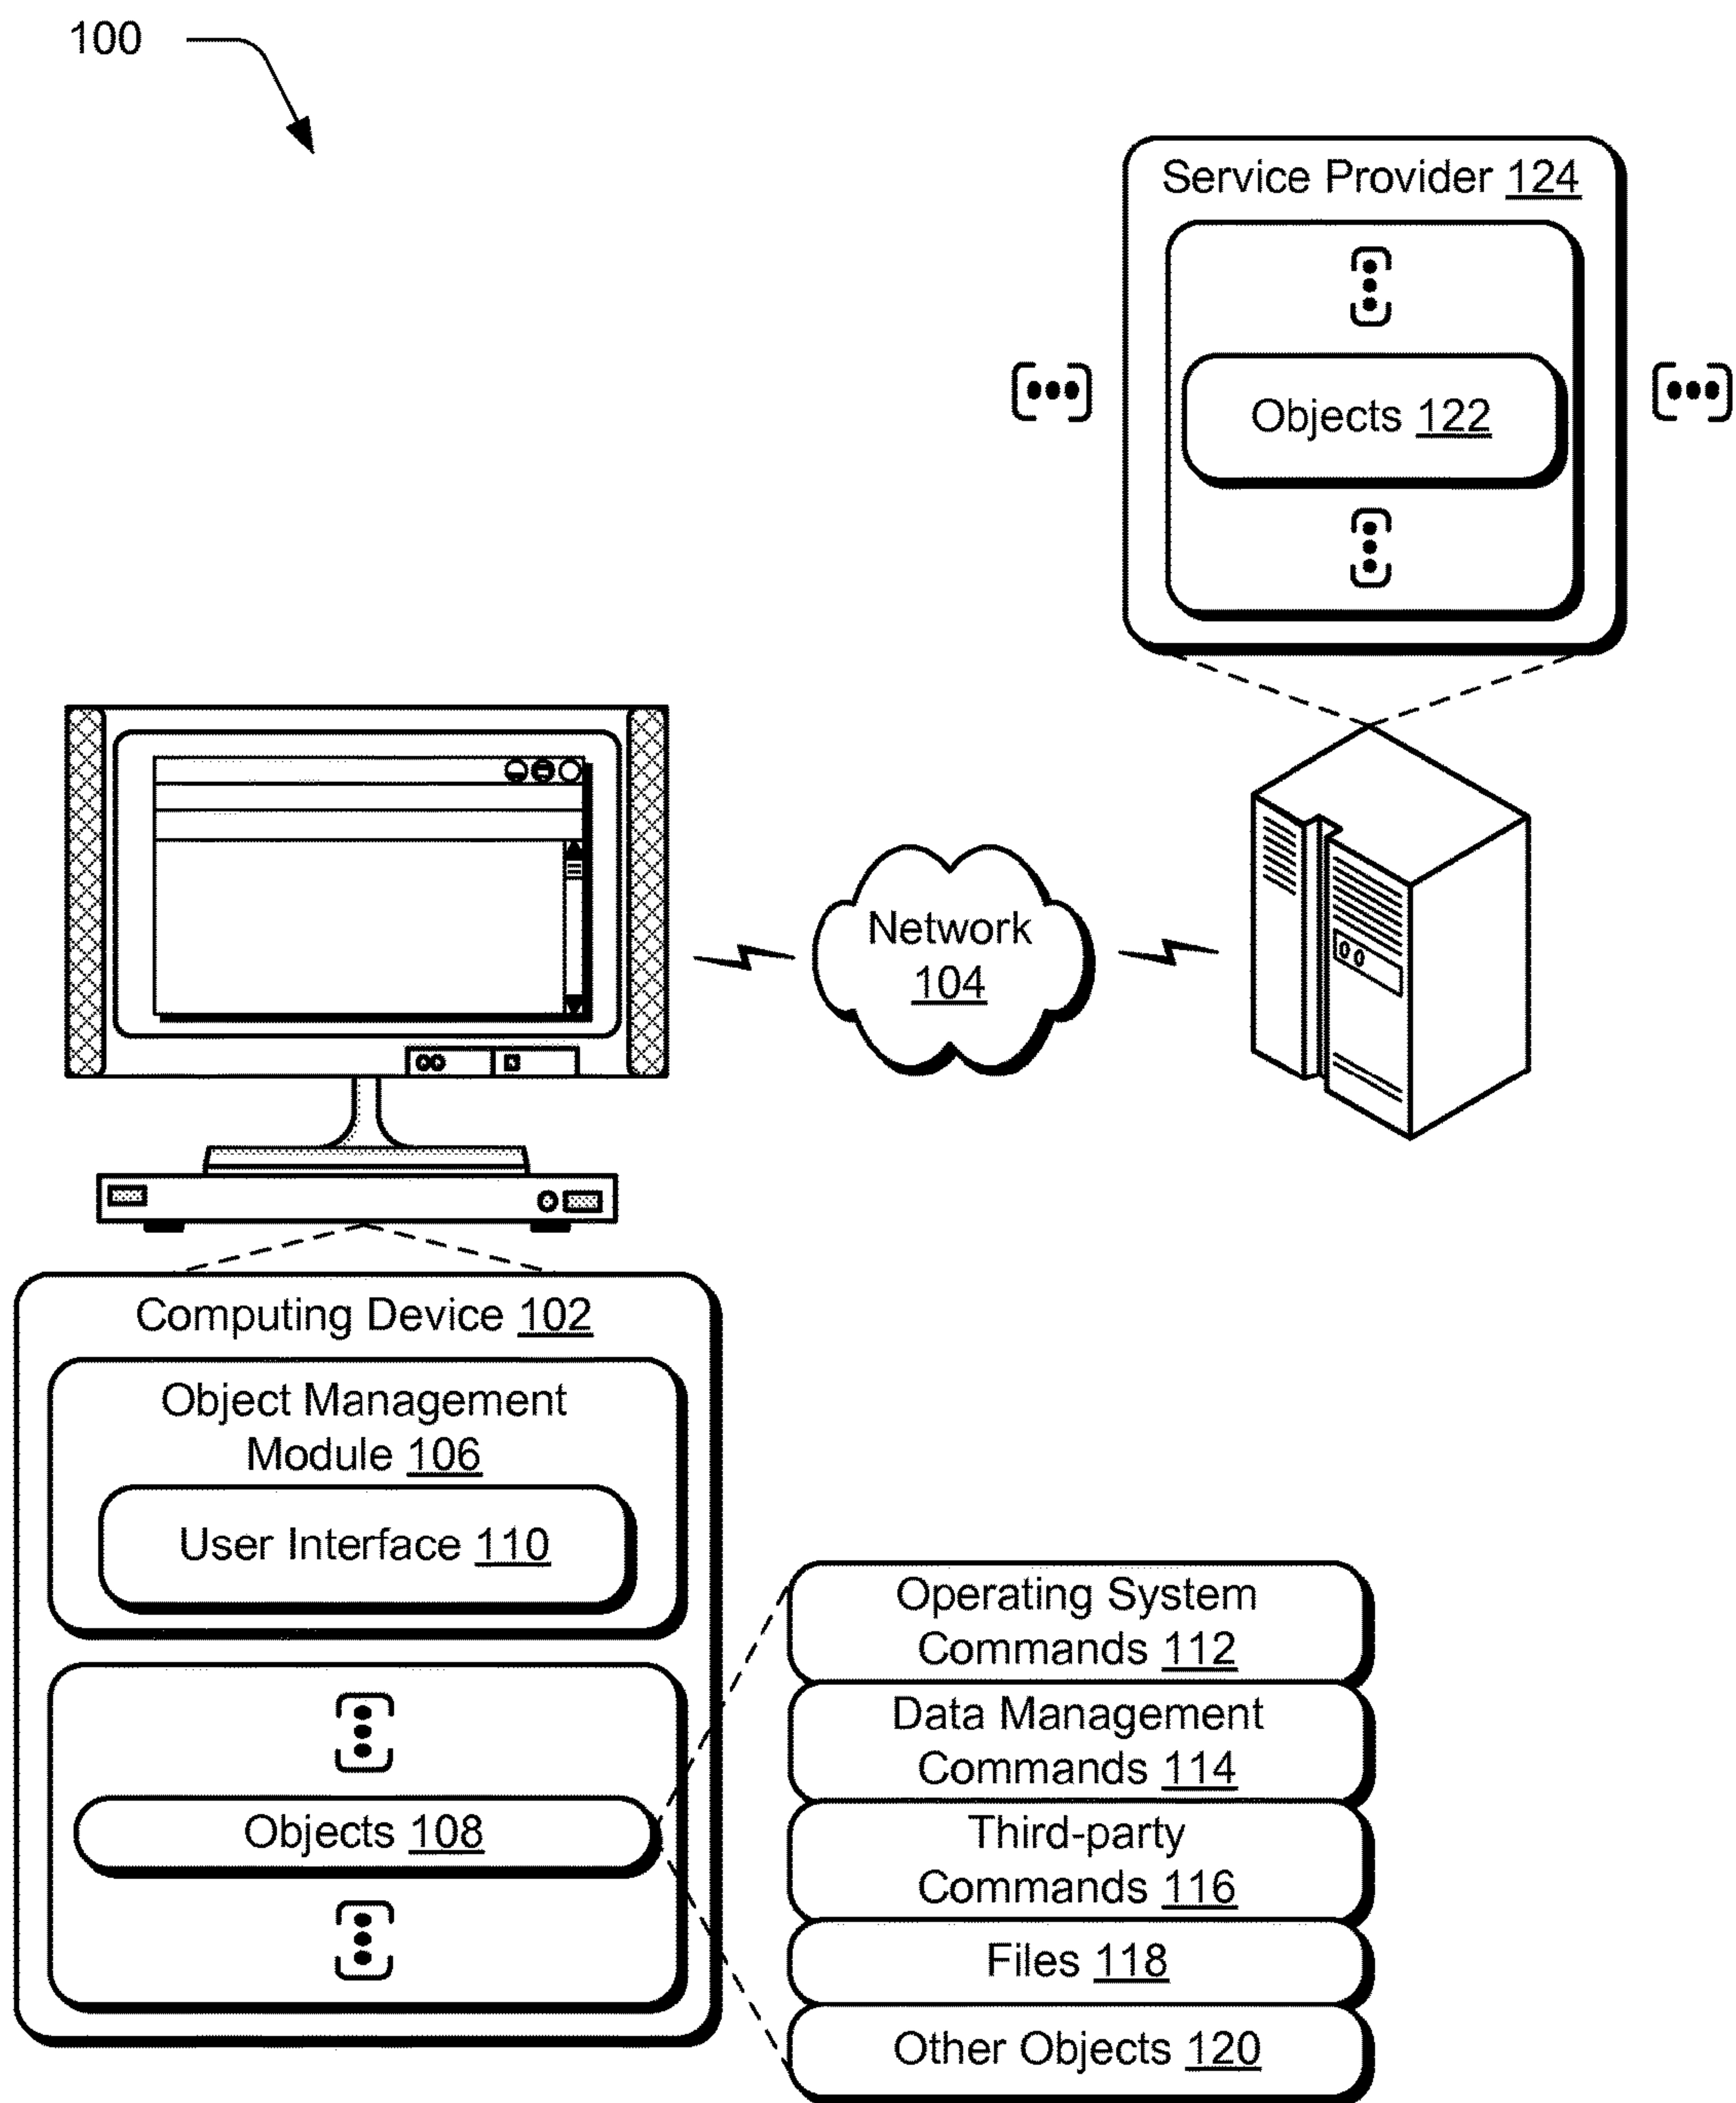 100
Service Provider 124
Objects 122
Network
104
Computing Device 102
Object Management
Module 106
User Interface 110
Objects 108
Operating System
Commands 112
Data Management
Commands 114
Third-party
Commands 116
Files 118
Other Objects 120